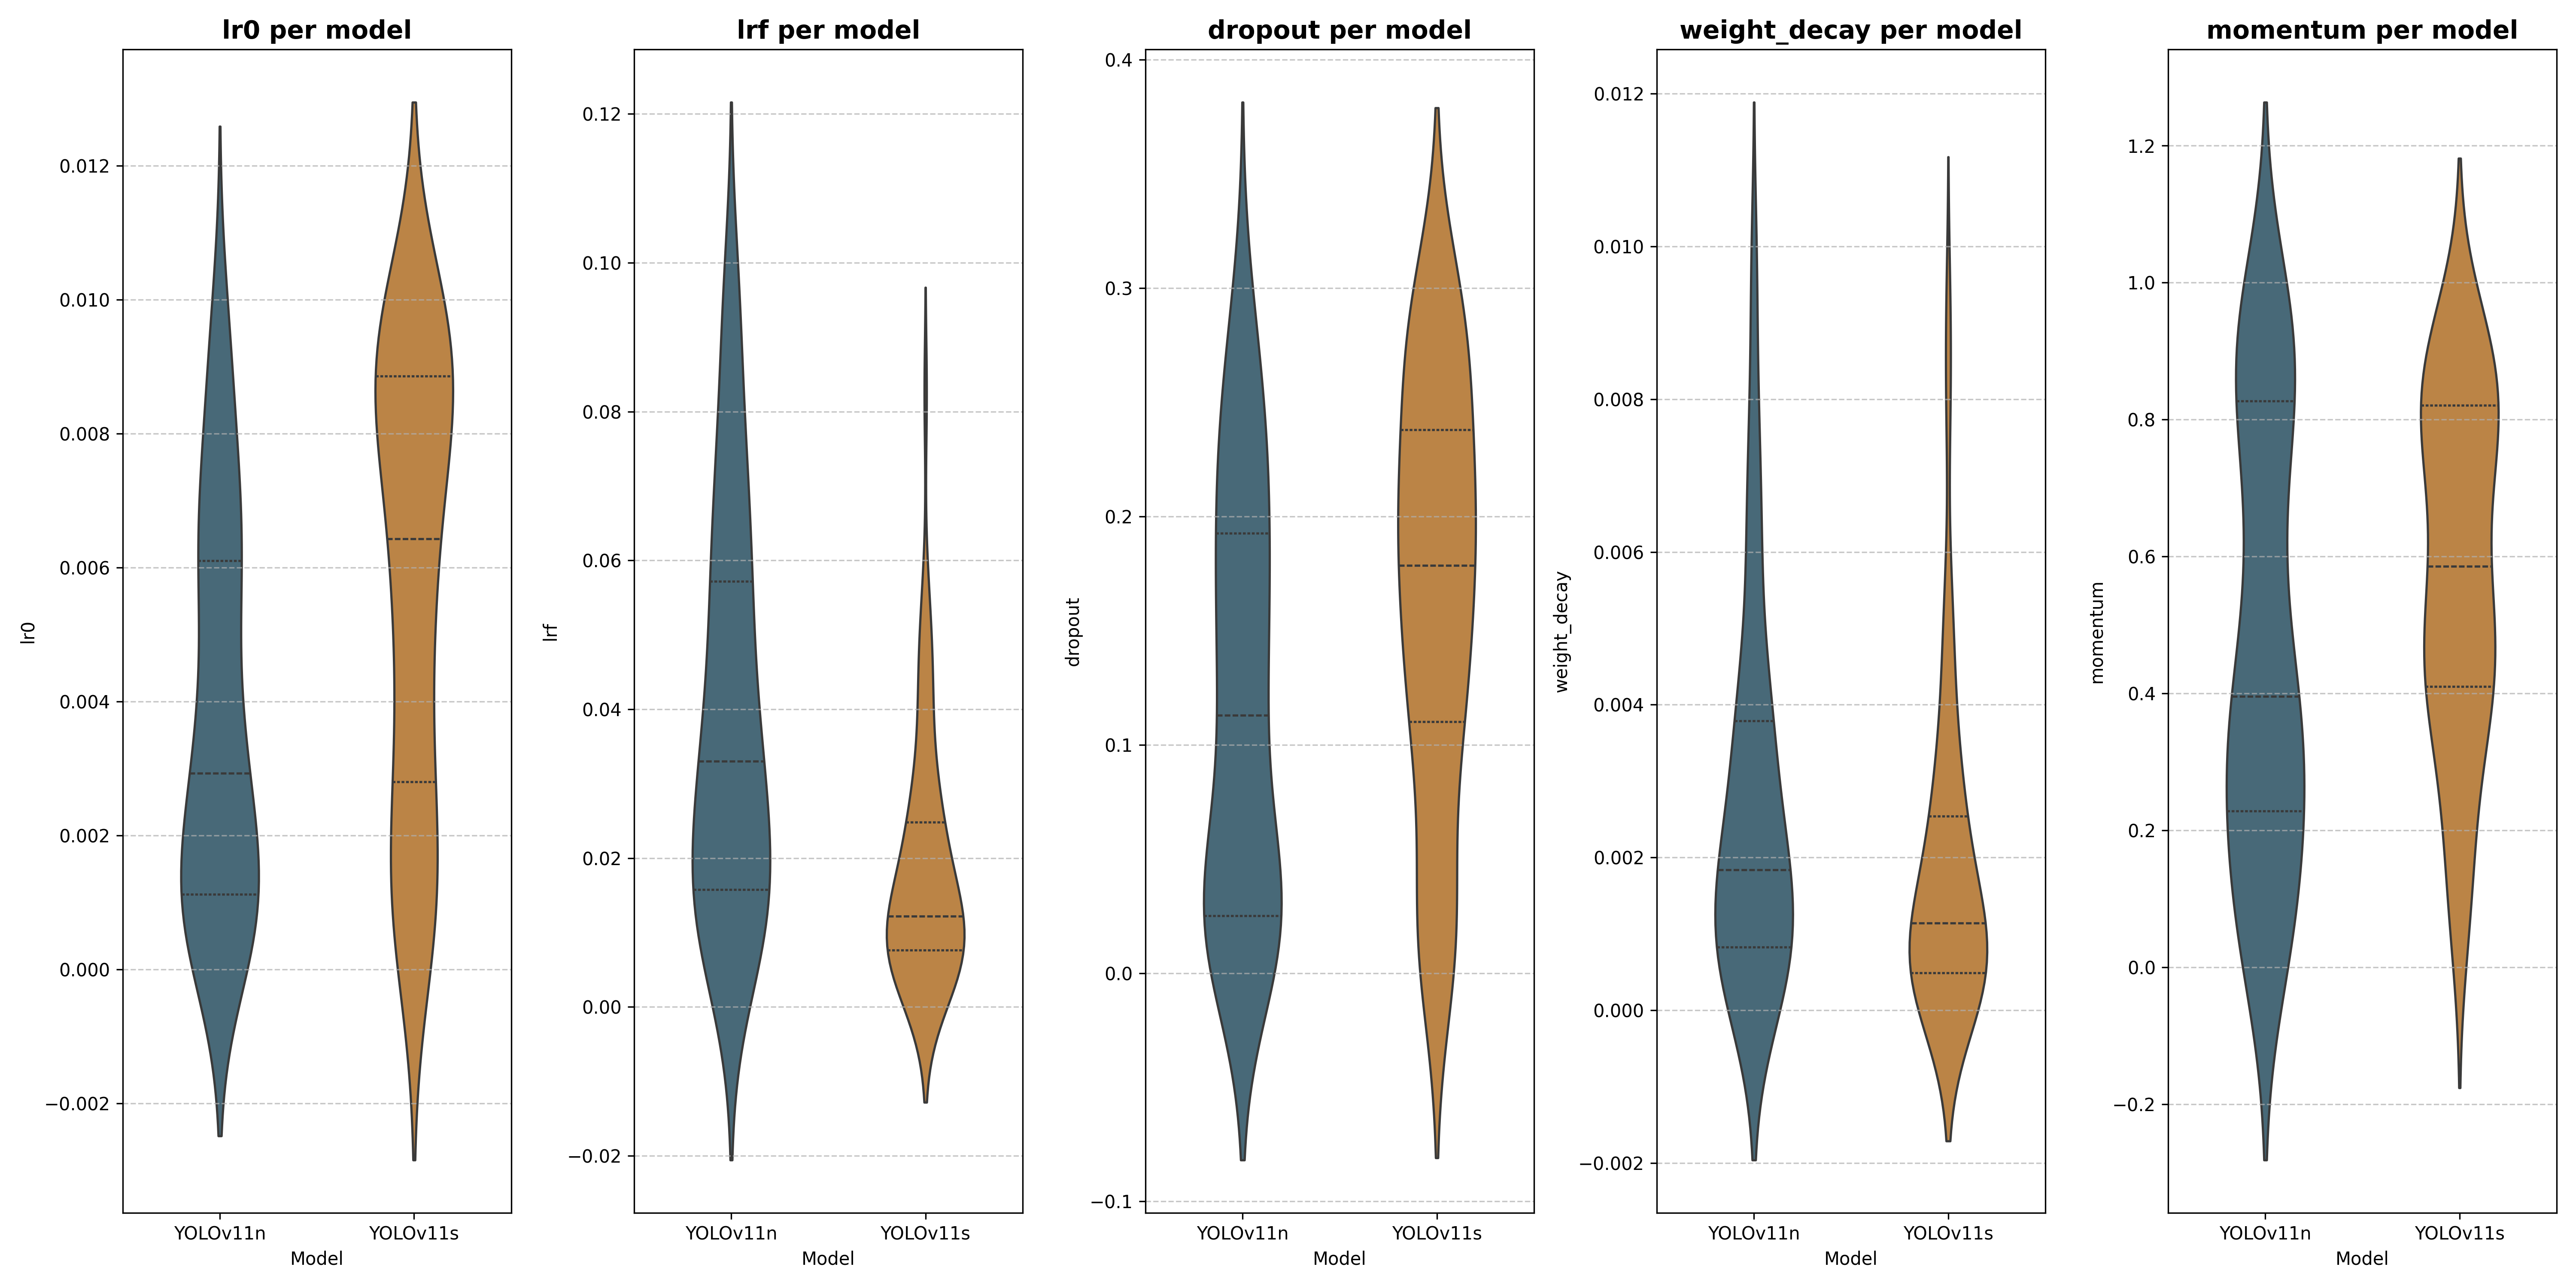 lr0 per model
lr0
0.012
0.010
0.008
0.006
0.004
0.002
0.000
−0.002
YOLOv11n YOLOv11s
Model
lrf per model
lrf
0.12
0.10
0.08
0.06
0.04
0.02
0.00
−0.02
YOLOv11n YOLOv11s
Model
dropout per model
dropout
0.4
0.3
0.2
0.1
0.0
−0.1
YOLOv11n YOLOv11s
Model
weight_decay per model
weight_decay
0.012
0.010
0.008
0.006
0.004
0.002
0.000
−0.002
YOLOv11n YOLOv11s
Model
momentum per model
momentum
1.2
1.0
0.8
0.6
0.4
0.2
0.0
−0.2
YOLOv11n YOLOv11s
Model